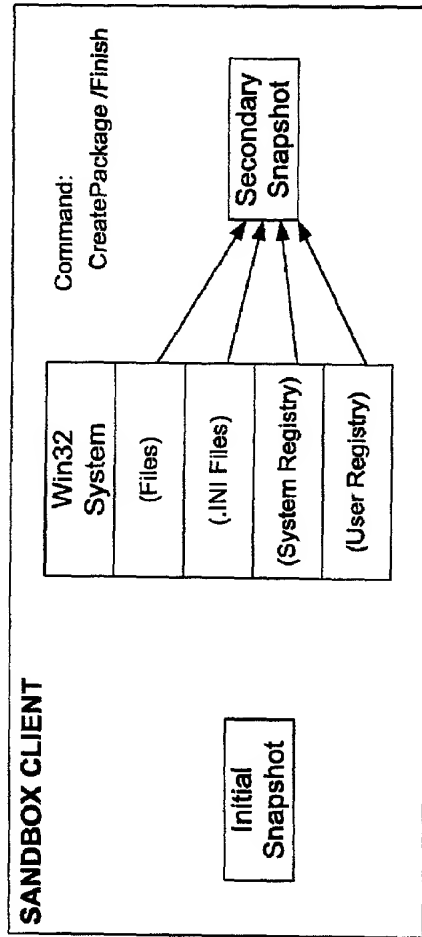 SANDBOX CLIENT
Initial
Snapshot
Win32
System
(Files)
(.INI Files)
(System Registry)
(User Registry)
Command:
CreatePackage /Finish
Secondary
Snapshot